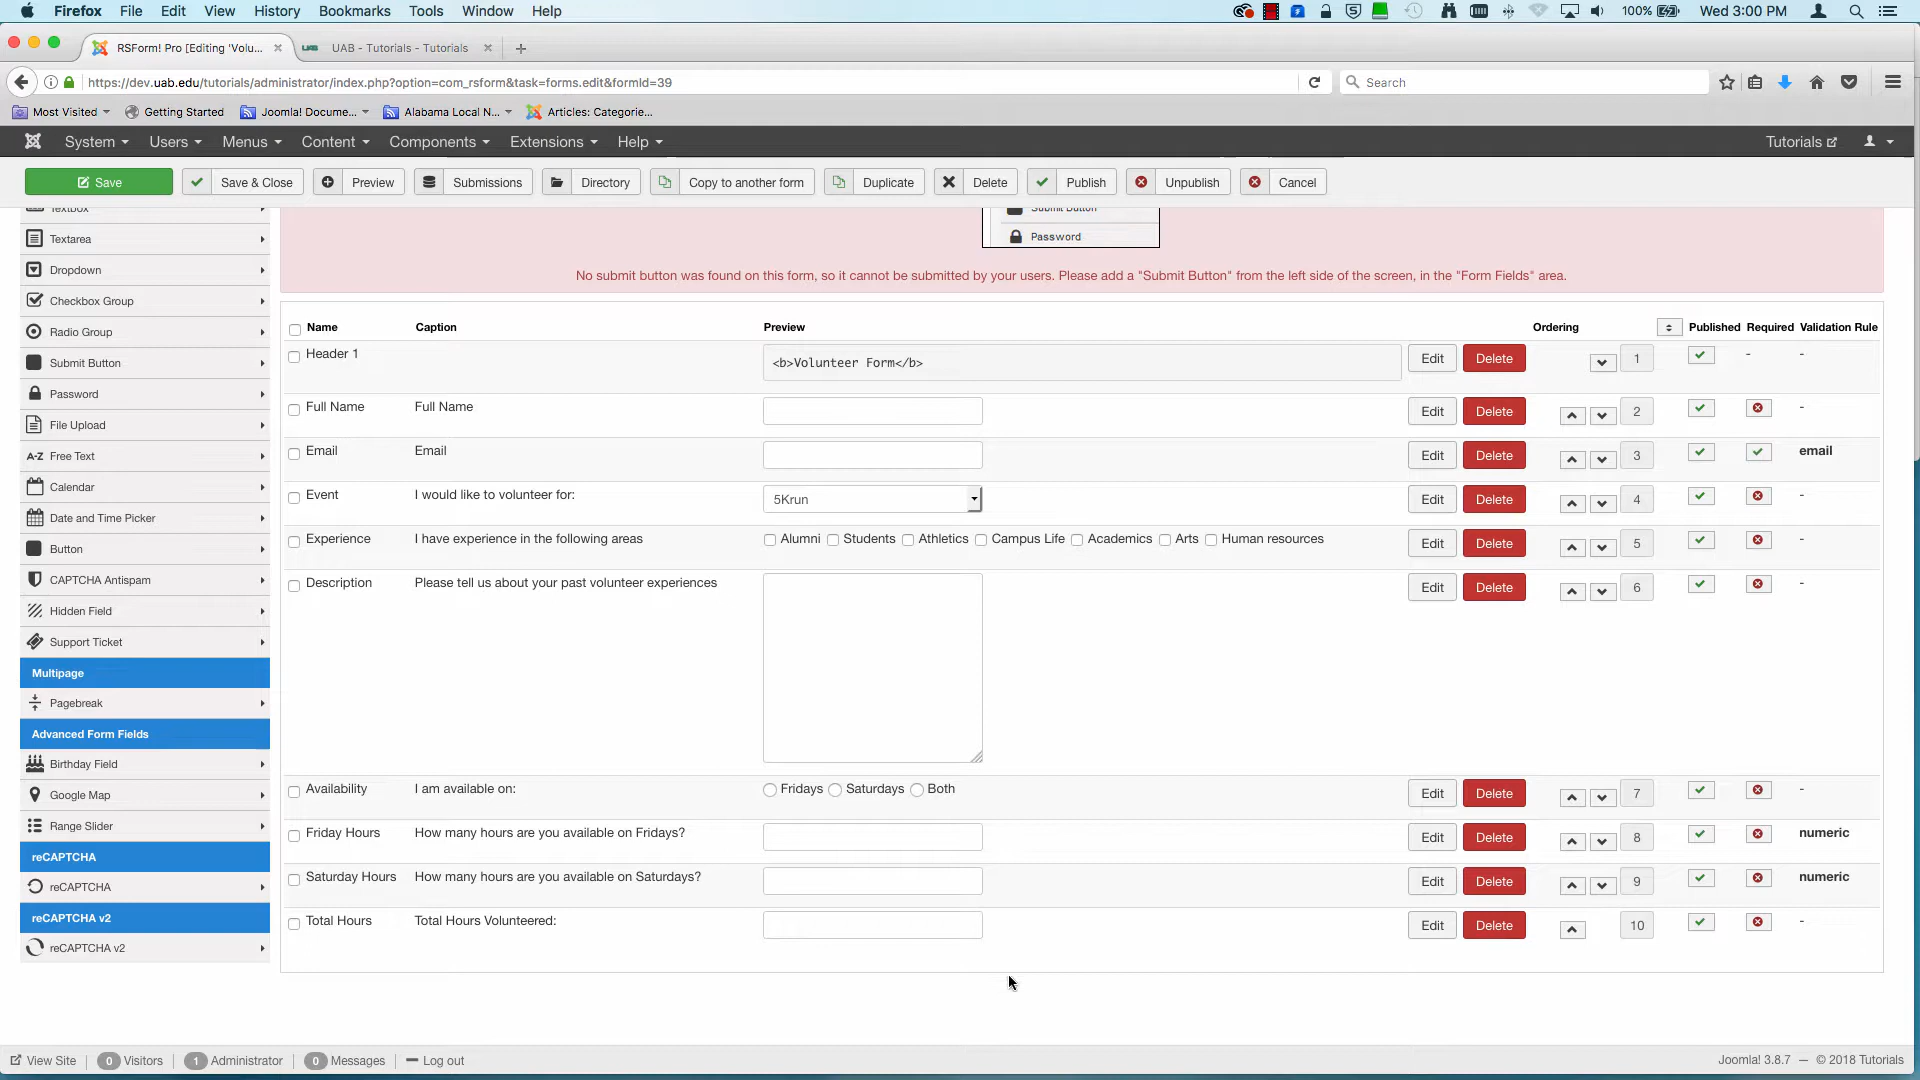 Firefox File Edit View History Bookmarks Tools Window Help 100% Wed 3:00 PM
RSForm! Pro [Editing 'Volu... UAB - Tutorials - Tutorials
https://dev.uab.edu/tutorials/administrator/index.php?option=com_rsform&task=forms.edit&formId=39 Search
Most Visited Getting Started Joomla! Docume... Alabama Local N... Articles: Categorie...
System Users Menus Content Components Extensions Help Tutorials
Save Save & Close Preview Submissions Directory Copy to another form Duplicate Delete Publish Unpublish Cancel
Textbox Submit Button
Password
Textarea
No submit button was found on this form, so it cannot be submitted by your users. Please add a "Submit Button" from the left side of the screen, in the "Form Fields" area.
Dropdown
Checkbox Group
Radio Group
Submit Button
Password
File Upload
A-Z Free Text
Calendar
Date and Time Picker
Button
CAPTCHA Antispam
Hidden Field
Support Ticket
Multipage
Pagebreak
Advanced Form Fields
Birthday Field
Google Map
Range Slider
reCAPTCHA
reCAPTCHA
reCAPTCHA v2
reCAPTCHA v2
Name Caption Preview Ordering Published Required Validation Rule
Header 1 <b>Volunteer Form</b> Edit Delete 1 - -
Full Name Full Name Edit Delete 2 -
Email Email Edit Delete 3 email
Event I would like to volunteer for: 5Krun Edit Delete 4 -
Experience I have experience in the following areas Alumni Students Athletics Campus Life Academics Arts Human resources Edit Delete 5 -
Description Please tell us about your past volunteer experiences Edit Delete 6 -
Availability I am available on: Fridays Saturdays Both Edit Delete 7 -
Friday Hours How many hours are you available on Fridays? Edit Delete 8 numeric
Saturday Hours How many hours are you available on Saturdays? Edit Delete 9 numeric
Total Hours Total Hours Volunteered: Edit Delete 10 -
View Site 0 Visitors 1 Administrator 0 Messages Log out Joomla! 3.8.7 — © 2018 Tutorials